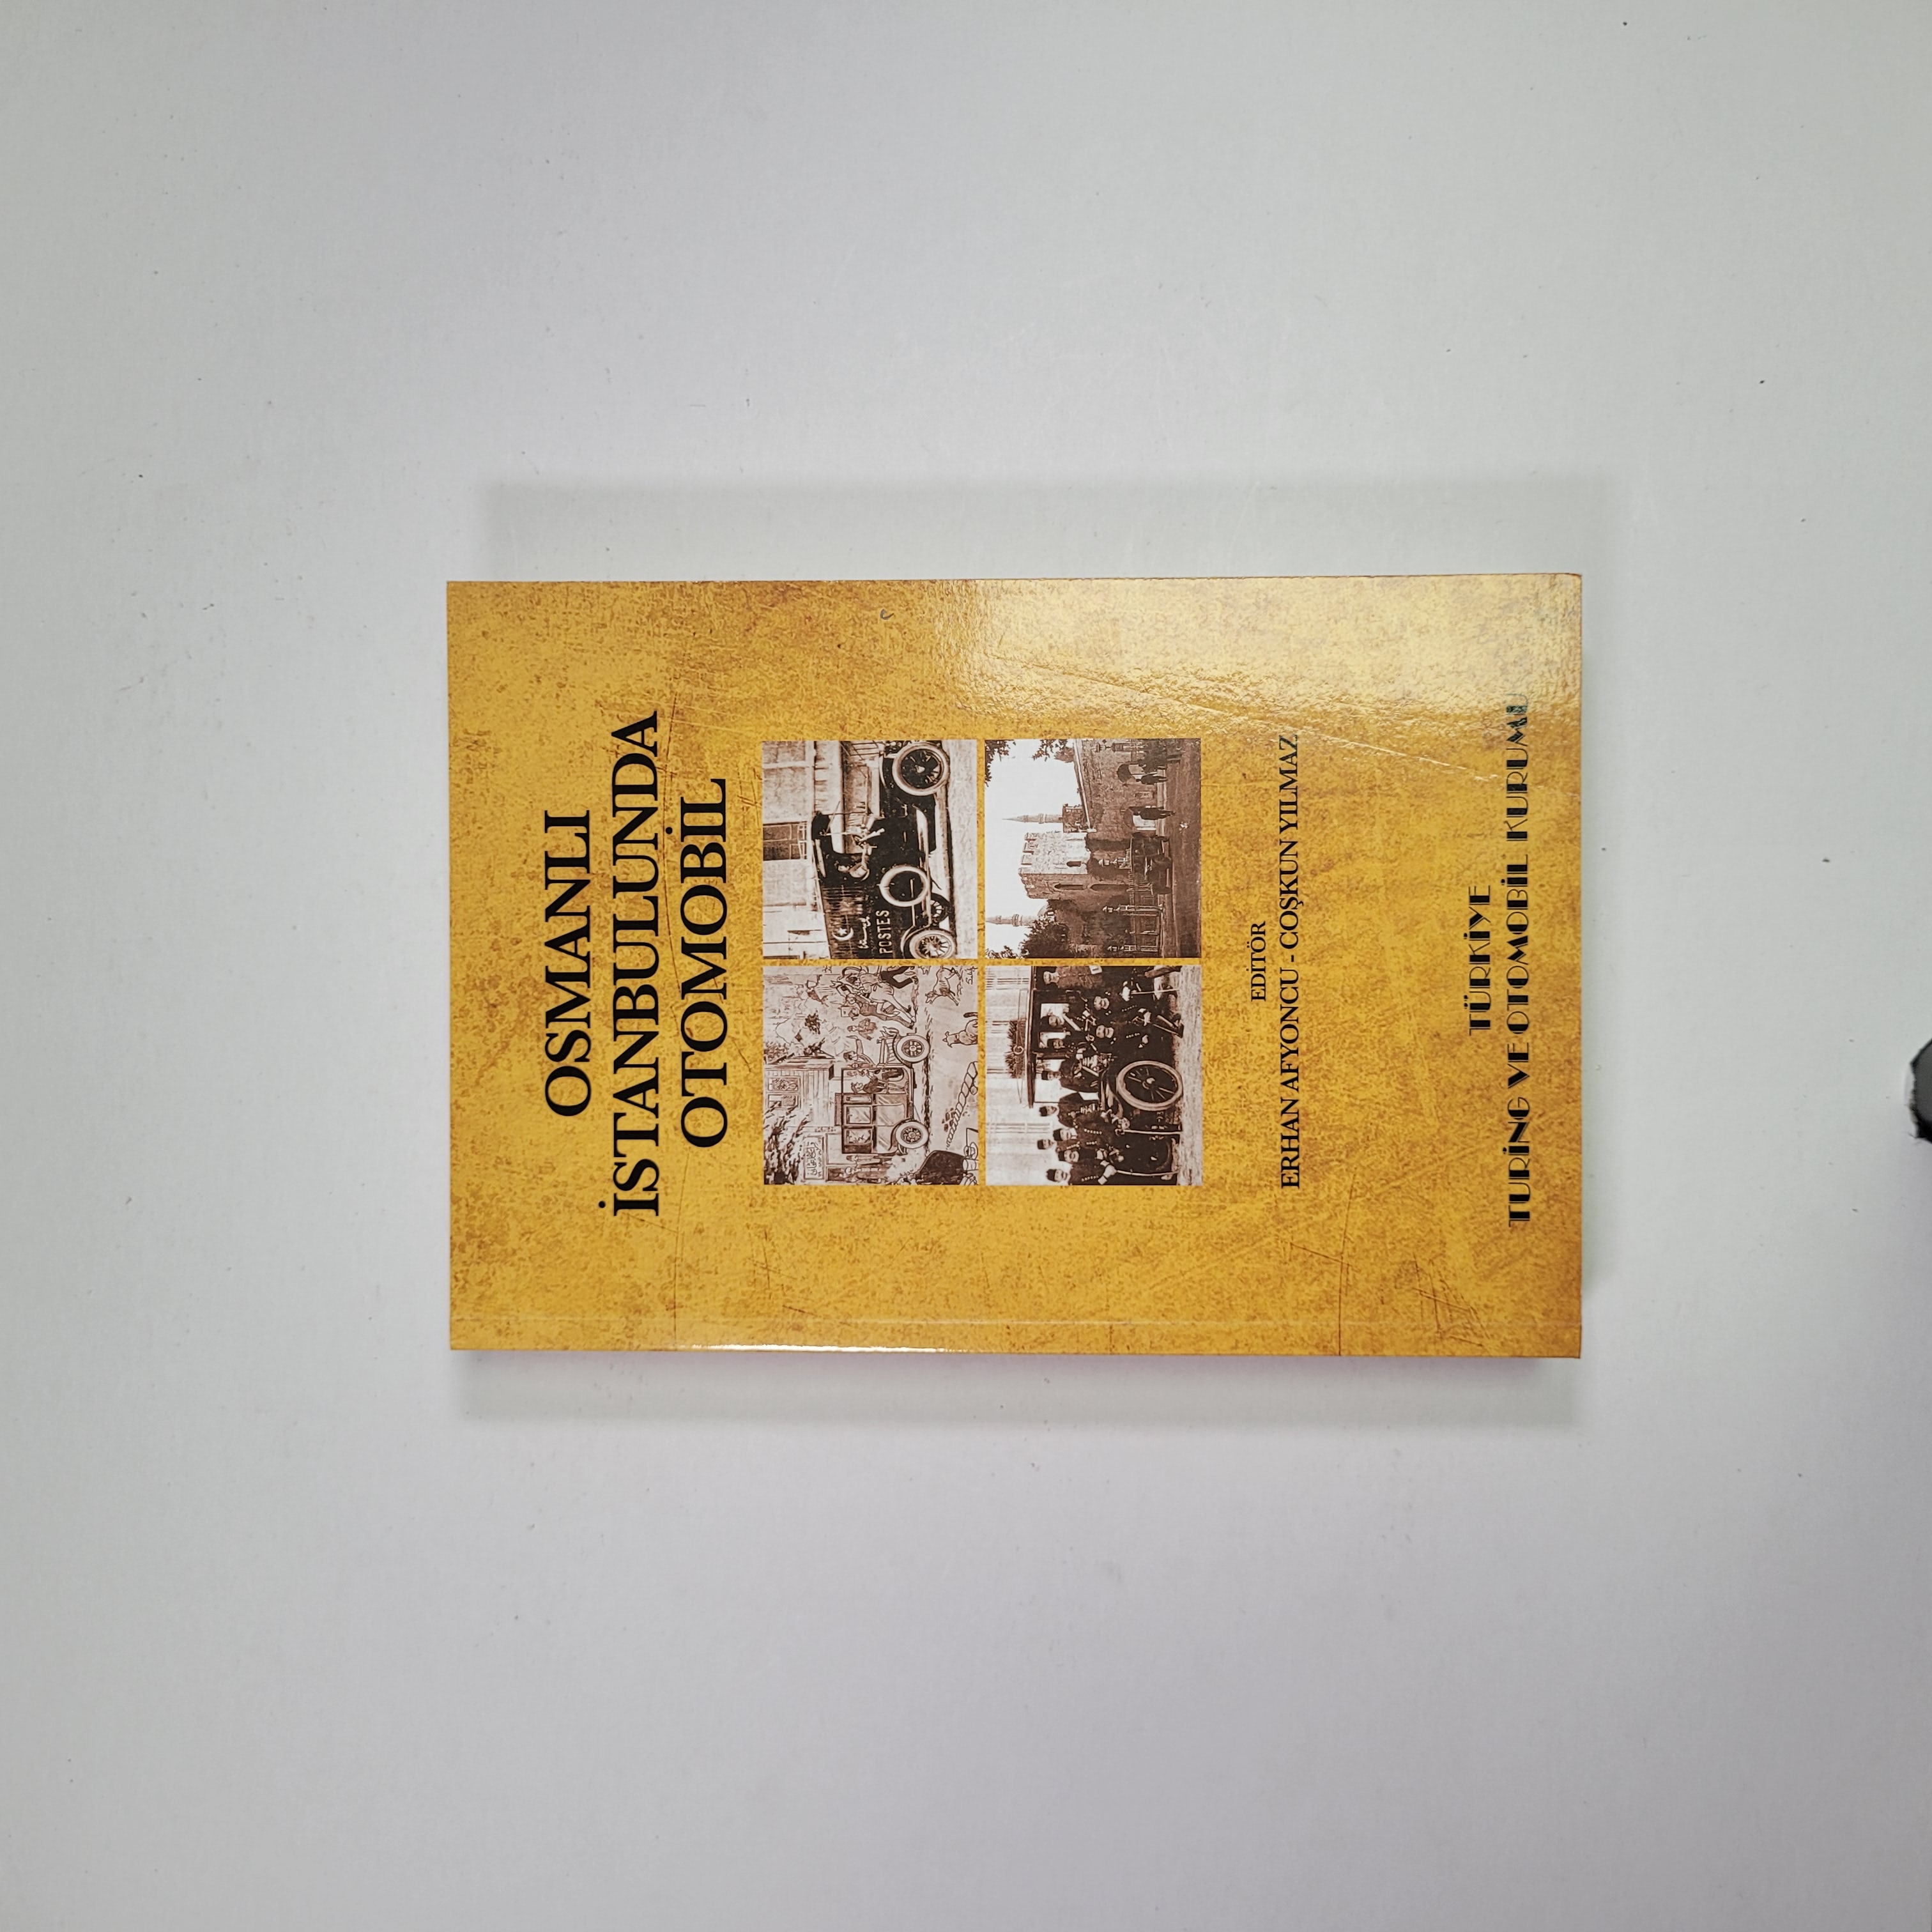 OSMANLI
İSTANBULUNDA
OTOMOBİL
POSTES
EDİTÖR
ERHAN AFYONCU - COŞKUN YILMAZ
TÜRKİYE
TURİNG VE OTOMOBİL KURUMU